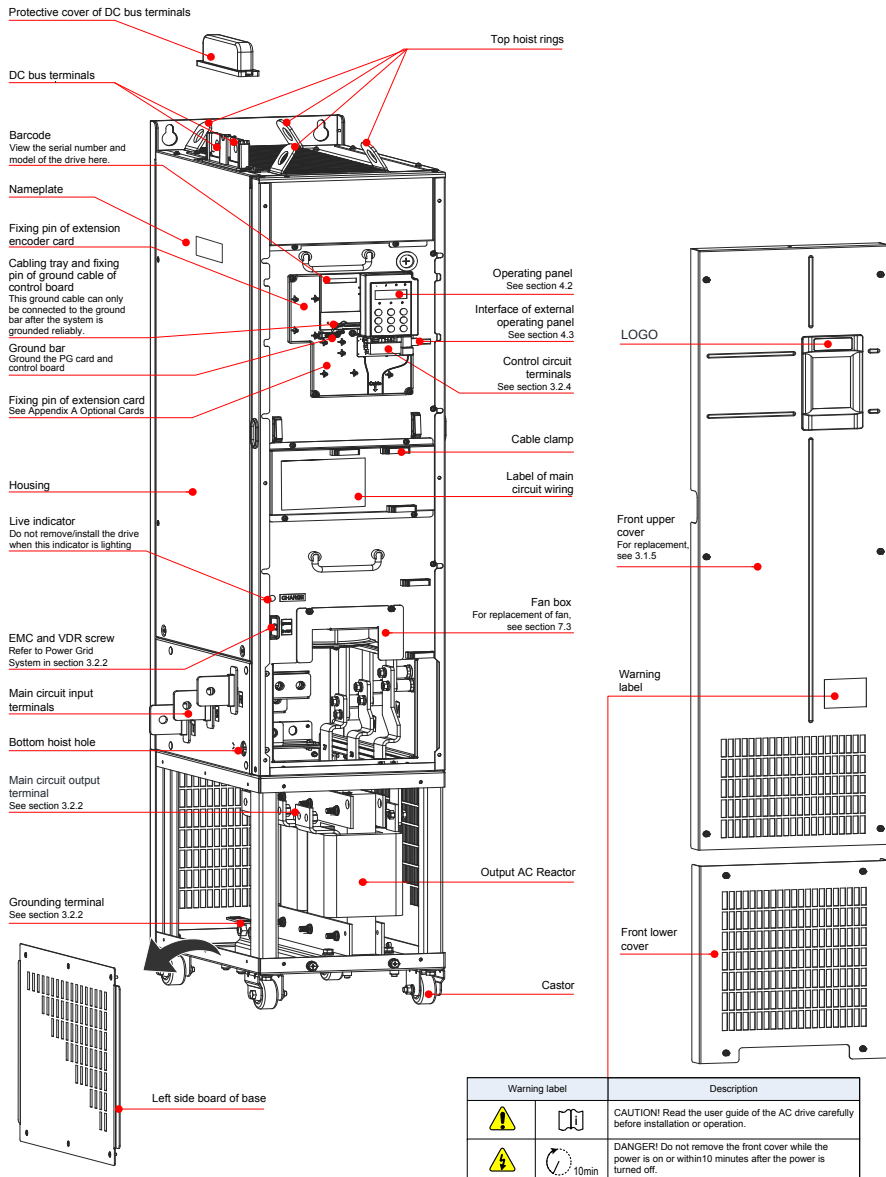 Protective cover of DC bus terminals
Top hoist rings
DC bus terminals
Barcode
View the serial number and
model of the drive here.
Nameplate
Fixing pin of extension
encoder card
Cabling tray and fixing
pin of ground cable of
control board
This ground cable can only
be connected to the ground
bar after the system is
grounded reliably.
Ground bar
Ground the PG card and
control board
Fixing pin of extension card
See Appendix A Optional Cards
Housing
Live indicator
Do not remove/install the drive
when this indicator is lighting
EMC and VDR screw
Refer to Power Grid
System in section 3.2.2
Main circuit input
terminals
Bottom hoist hole
Main circuit output
terminal
See section 3.2.2
Grounding terminal
See section 3.2.2
Left side board of base
CHARGE
Operating panel
See section 4.2
Interface of external
operating panel
See section 4.3
Control circuit
terminals
See section 3.2.4
Cable clamp
Label of main
circuit wiring
Fan box
For replacement of fan,
see section 7.3
Output AC Reactor
Castor
LOGO
Front upper
cover
For replacement,
see 3.1.5
Warning
label
Front lower
cover
Warning label
Description
CAUTION! Read the user guide of the AC drive carefully
before installation or operation.
10min
DANGER! Do not remove the front cover while the
power is on or within10 minutes after the power is
turned off.